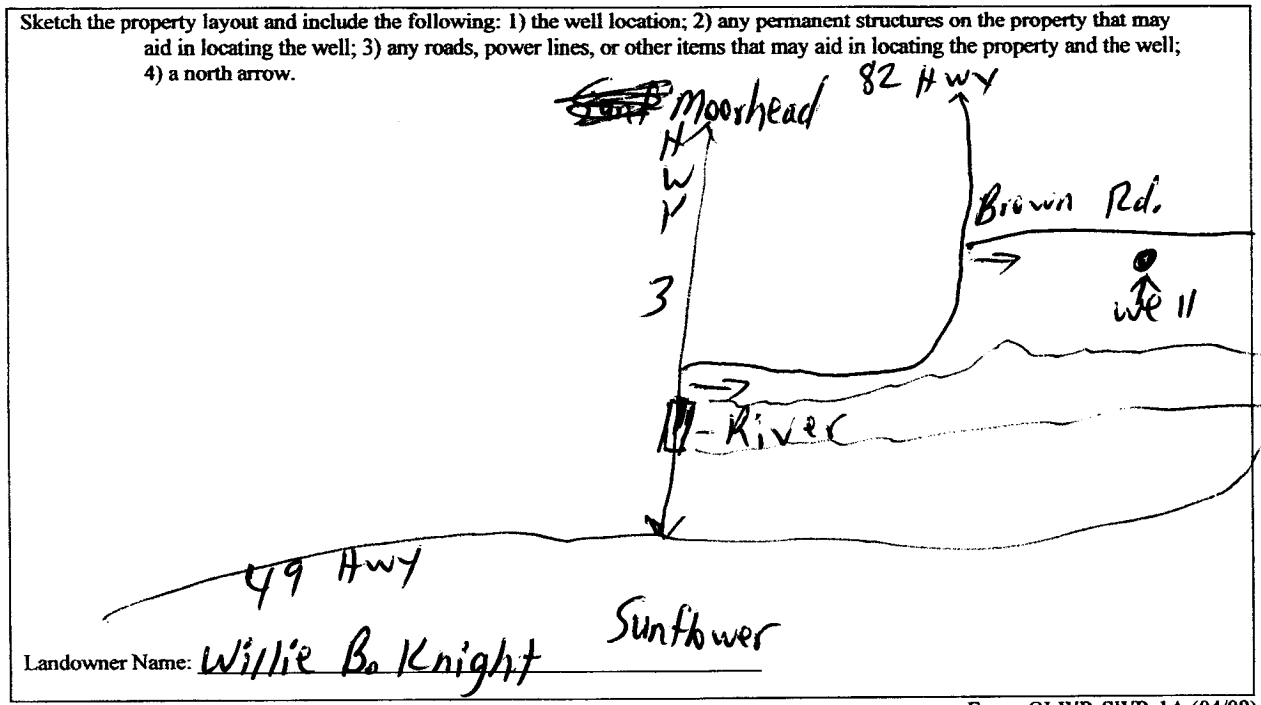 Sketch the property layout and include the following: 1) the well location; 2) any permanent structures on the property that may
aid in locating the well; 3) any roads, power lines, or other items that may aid in locating the property and the well;
4) a north arrow.
82 Hwy
Moorhead
HWY
3
Brown Rd.
well
- River
49 Hwy
Sunflower
Landowner Name: Willie B. Knight